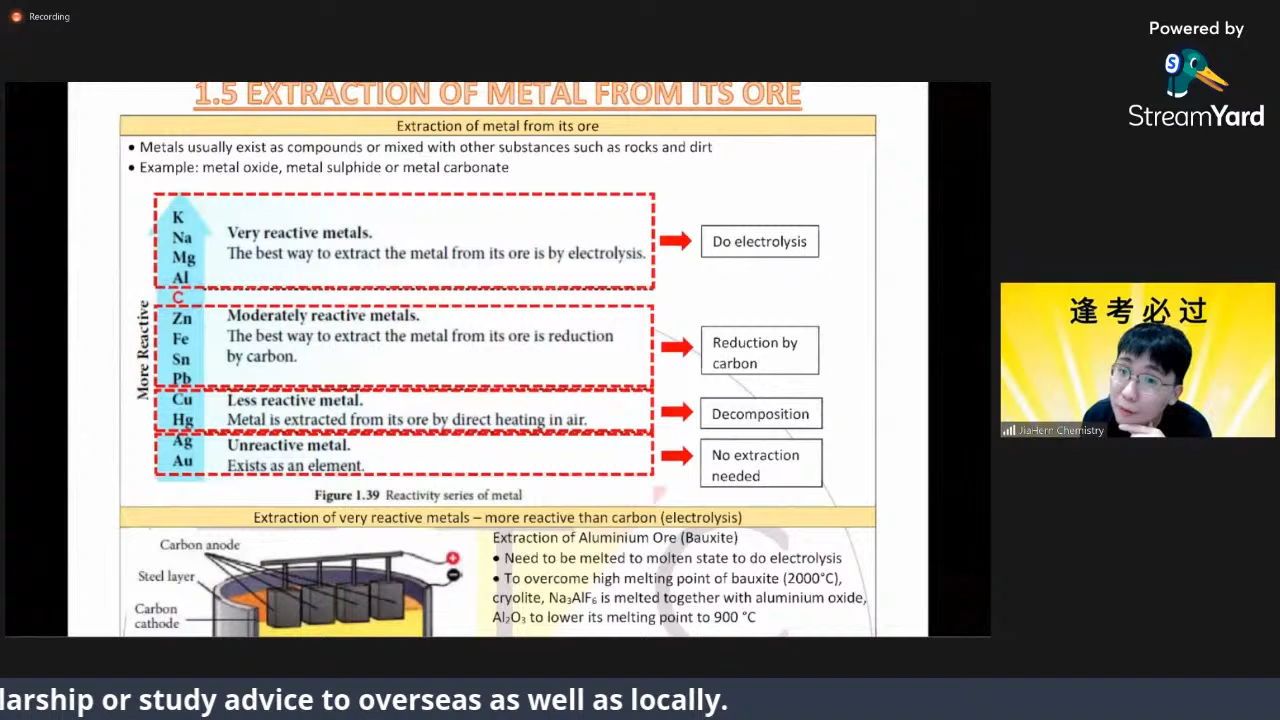 Recording
Powered by
StreamYard
1.5 EXTRACTION OF METAL FROM ITS ORE
Extraction of metal from its ore
• Metals usually exist as compounds or mixed with other substances such as rocks and dirt
• Example: metal oxide, metal sulphide or metal carbonate
More Reactive
K
Na
Mg
Al
C
Zn
Fe
Sn
Pb
Cu
Hg
Ag
Au
Very reactive metals.
The best way to extract the metal from its ore is by electrolysis.
Do electrolysis
Moderately reactive metals.
The best way to extract the metal from its ore is reduction
by carbon.
Reduction by
carbon
Less reactive metal.
Metal is extracted from its ore by direct heating in air.
Decomposition
Unreactive metal.
Exists as an element.
No extraction
needed
Figure 1.39 Reactivity series of metal
Extraction of very reactive metals – more reactive than carbon (electrolysis)
Carbon anode
Steel layer
Carbon
cathode
Extraction of Aluminium Ore (Bauxite)
• Need to be melted to molten state to do electrolysis
• To overcome high melting point of bauxite (2000°C),
cryolite, Na₃AlF₆ is melted together with aluminium oxide,
Al₂O₃ to lower its melting point to 900 °C
逢考必过
JiaHern Chemistry
larship or study advice to overseas as well as locally.